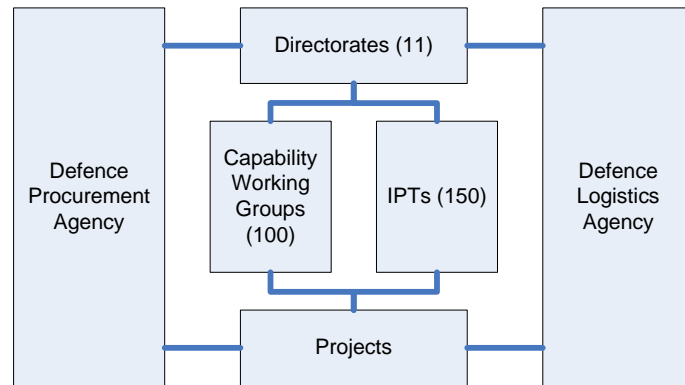 Directorates (11)
Defence
Procurement
Agency
Capability
Working
Groups
(100)
IPTs (150)
Defence
Logistics
Agency
Projects